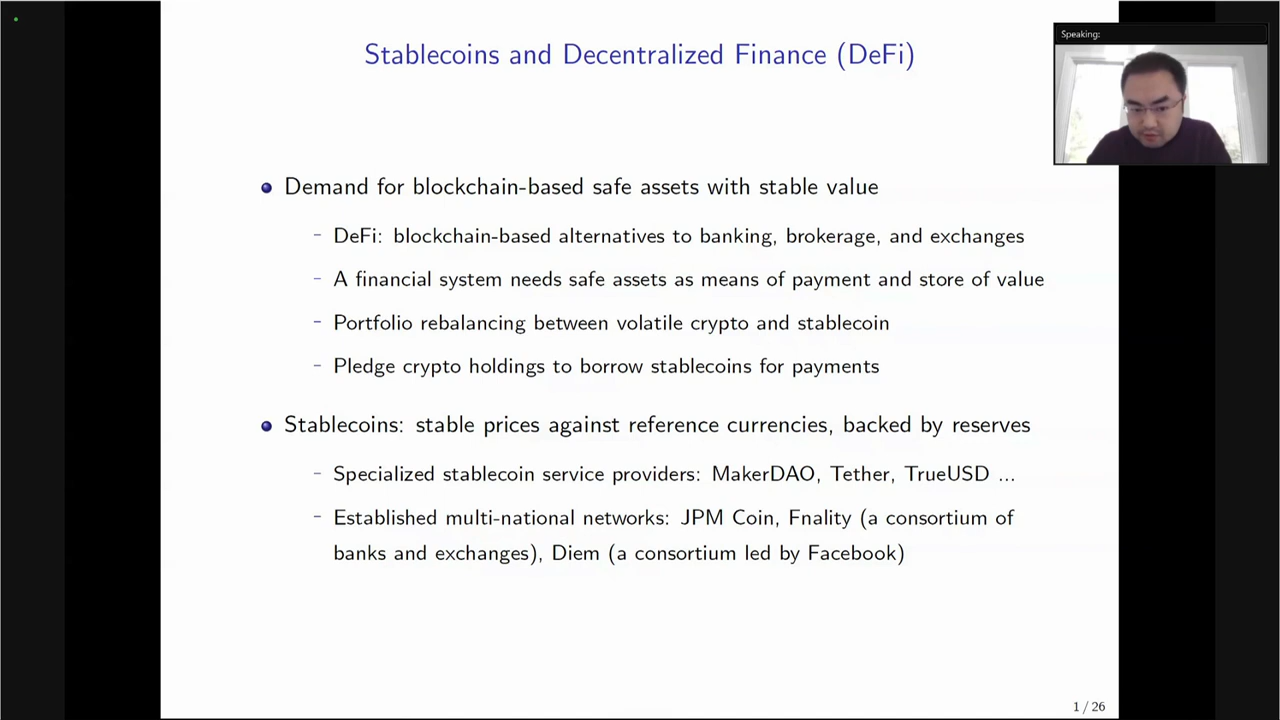 Stablecoins and Decentralized Finance (DeFi)
Speaking:
Demand for blockchain-based safe assets with stable value
– DeFi: blockchain-based alternatives to banking, brokerage, and exchanges
– A financial system needs safe assets as means of payment and store of value
– Portfolio rebalancing between volatile crypto and stablecoin
– Pledge crypto holdings to borrow stablecoins for payments
Stablecoins: stable prices against reference currencies, backed by reserves
– Specialized stablecoin service providers: MakerDAO, Tether, TrueUSD ...
– Established multi-national networks: JPM Coin, Fnality (a consortium of
banks and exchanges), Diem (a consortium led by Facebook)
1 / 26